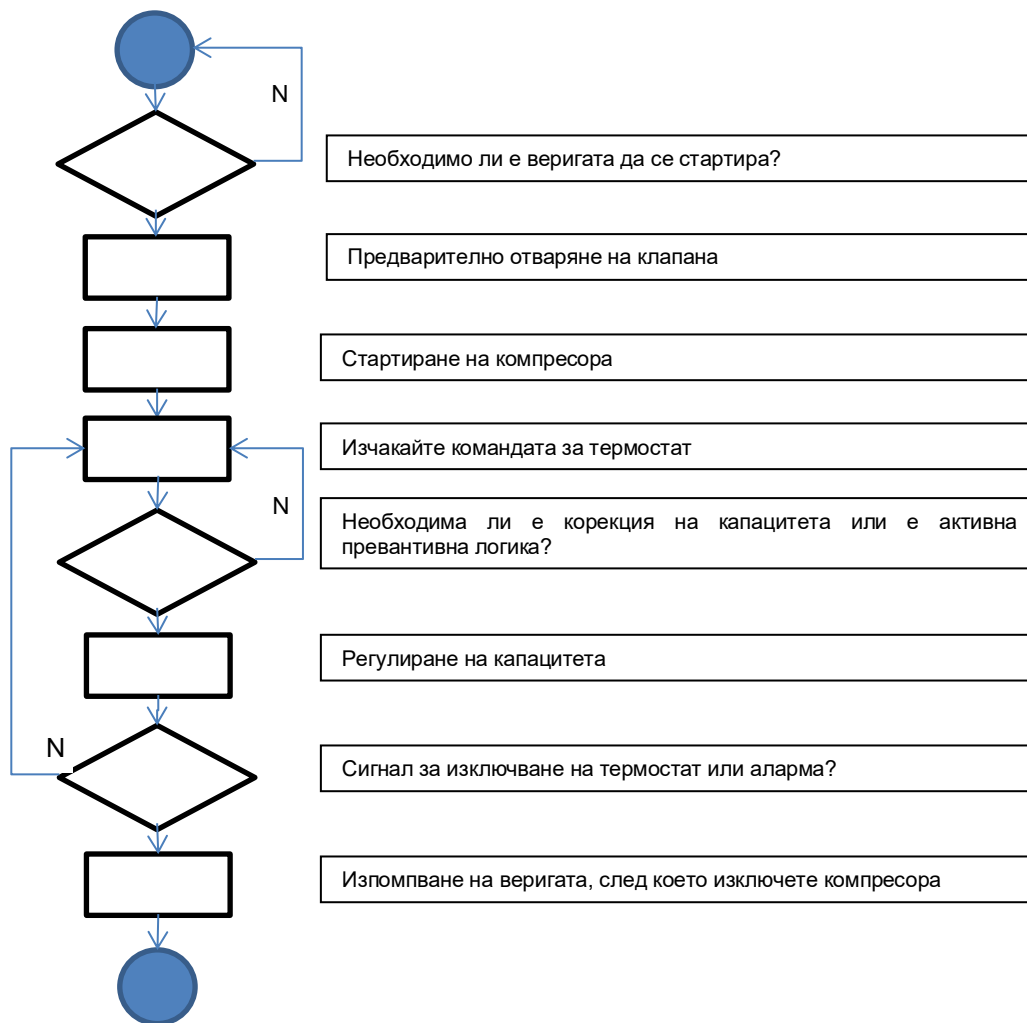 N
Необходимо ли е веригата да се стартира?
Предварително отваряне на клапана
Стартиране на компресора
Изчакайте командата за термостат
N
Необходима ли е корекция на капацитета или е активна
превантивна логика?
Регулиране на капацитета
N
Сигнал за изключване на термостат или аларма?
Изпомпване на веригата, след което изключете компресора